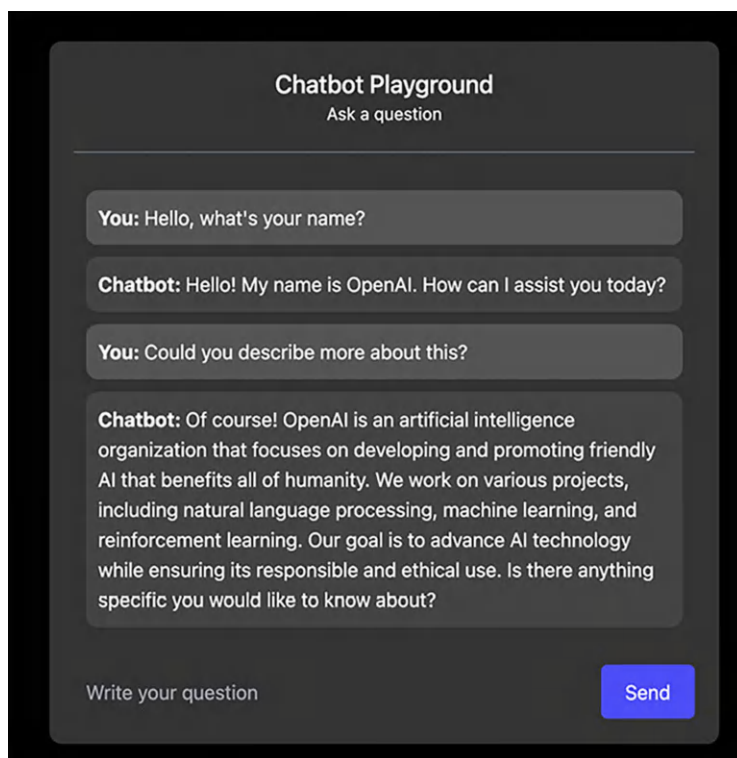 Chatbot Playground
Ask a question
You: Hello, what's your name?
Chatbot: Hello! My name is OpenAI. How can I assist you today?
You: Could you describe more about this?
Chatbot: Of course! OpenAI is an artificial intelligence
organization that focuses on developing and promoting friendly
AI that benefits all of humanity. We work on various projects,
including natural language processing, machine learning, and
reinforcement learning. Our goal is to advance AI technology
while ensuring its responsible and ethical use. Is there anything
specific you would like to know about?
Write your question
Send